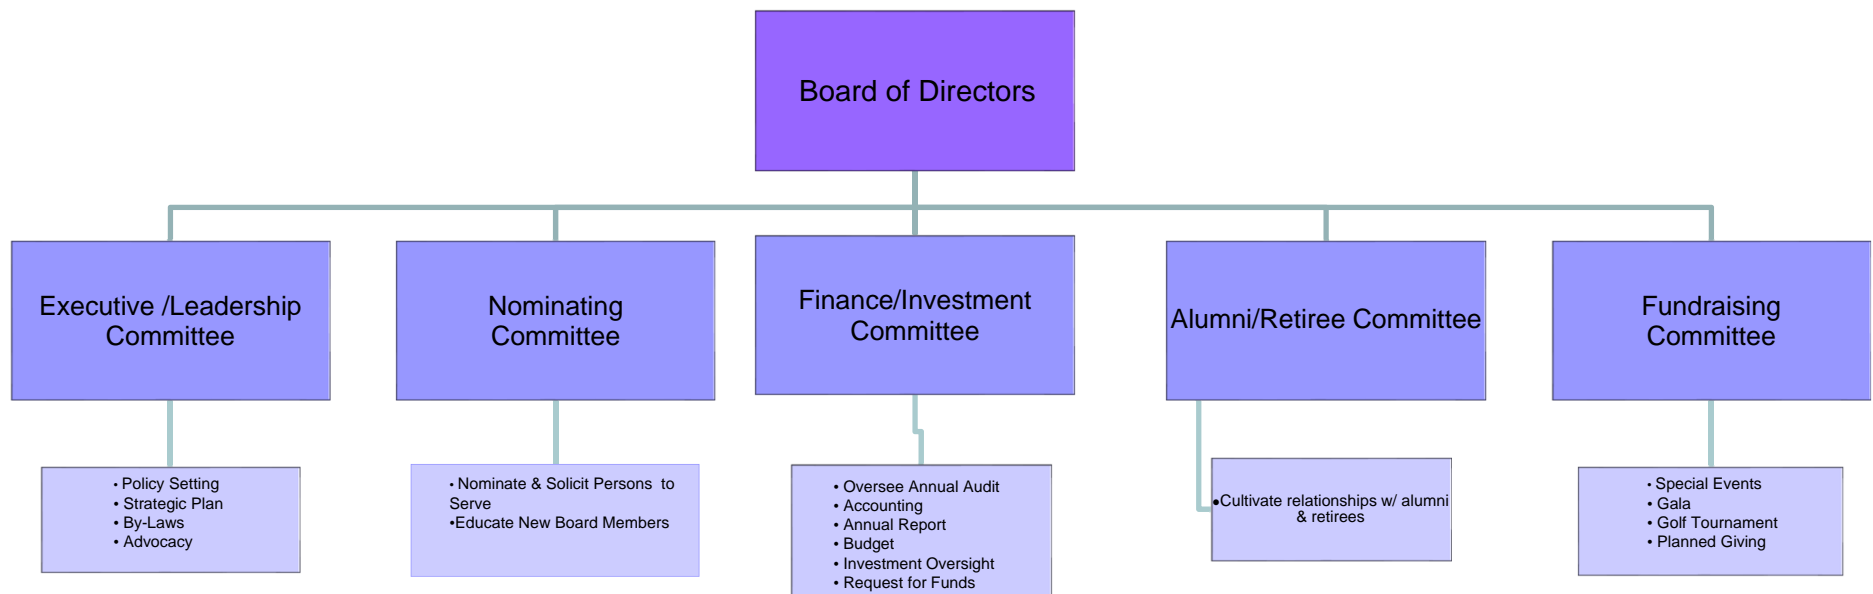 Board of Directors
Executive /Leadership
Committee
Nominating
Committee
Finance/Investment
Committee
Alumni/Retiree Committee
Fundraising
Committee
• Policy Setting
• Strategic Plan
• By-Laws
• Advocacy
• Nominate & Solicit Persons  to
Serve
•Educate New Board Members
• Oversee Annual Audit
• Accounting
• Annual Report
• Budget
• Investment Oversight
• Request for Funds
•Cultivate relationships w/ alumni
& retirees
• Special Events
• Gala
• Golf Tournament
• Planned Giving